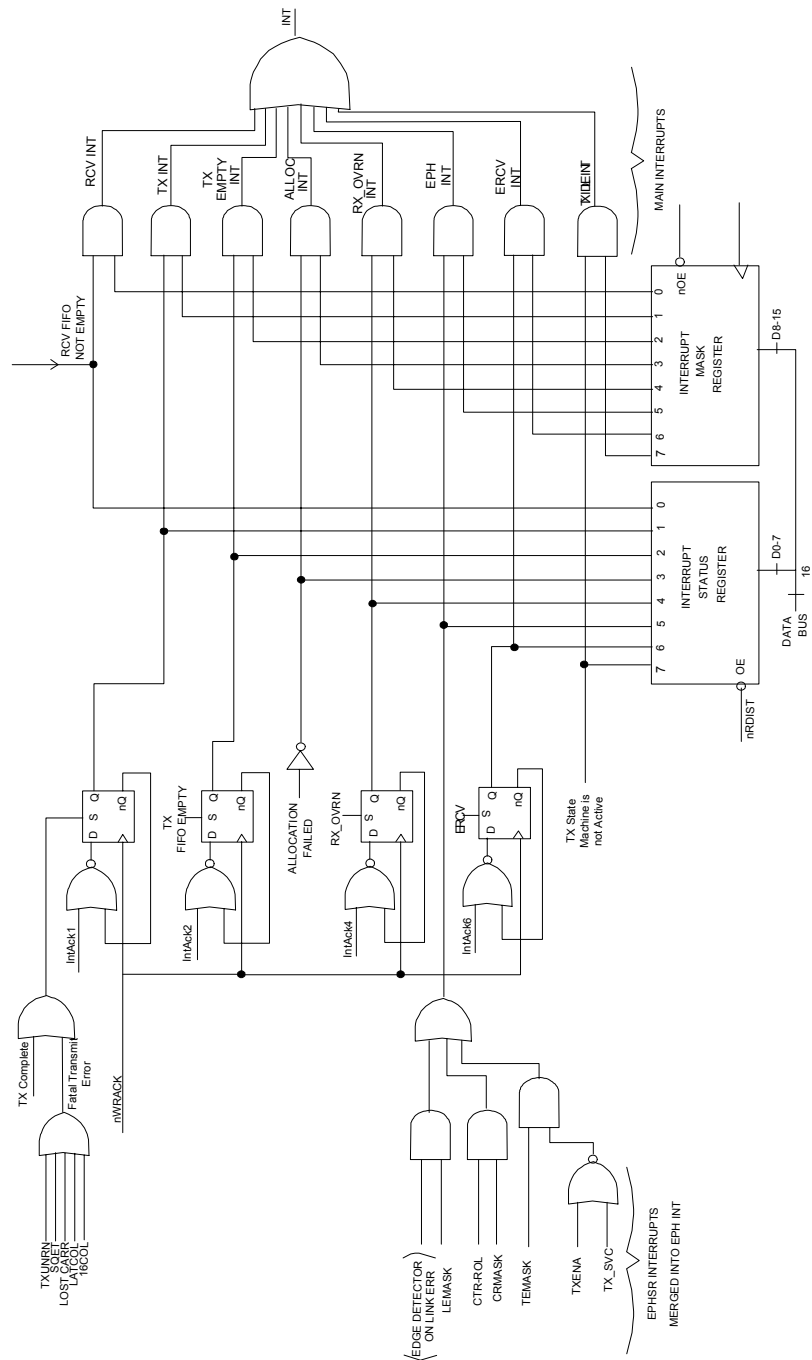 INT
RCV INT
TX INT
TX
EMPTY
INT
ALLOC
INT
RX_OVRN
INT
EPH
INT
ERCV
INT
MAIN INTERRUPTS
RCV FIFO
NOT EMPTY
nOE
0
1
2
3
4
5
6
7
INTERRUPT
MASK
REGISTER
D8-15
0
1
2
3
4
5
6
7
INTERRUPT
STATUS
REGISTER
OE
nRDIST
D0-7
DATA
BUS
16
TXUNRN
SQET
LOST CARR
LATCOL
16COL
TX Complete
Fatal Transmit
Error
nWRACK
IntAck1
D
S
Q
nQ
IntAck2
TX
FIFO EMPTY
D
S
Q
nQ
ALLOCATION
FAILED
IntAck4
RX_OVRN
D
S
Q
nQ
IntAck6
ERCV
D
S
Q
nQ
TX State
Machine is
not Active
EDGE DETECTOR
ON LINK ERR
LEMASK
CTR-ROL
CRMASK
TEMASK
TXENA
TX_SVC
EPHSR INTERRUPTS
MERGED INTO EPH INT